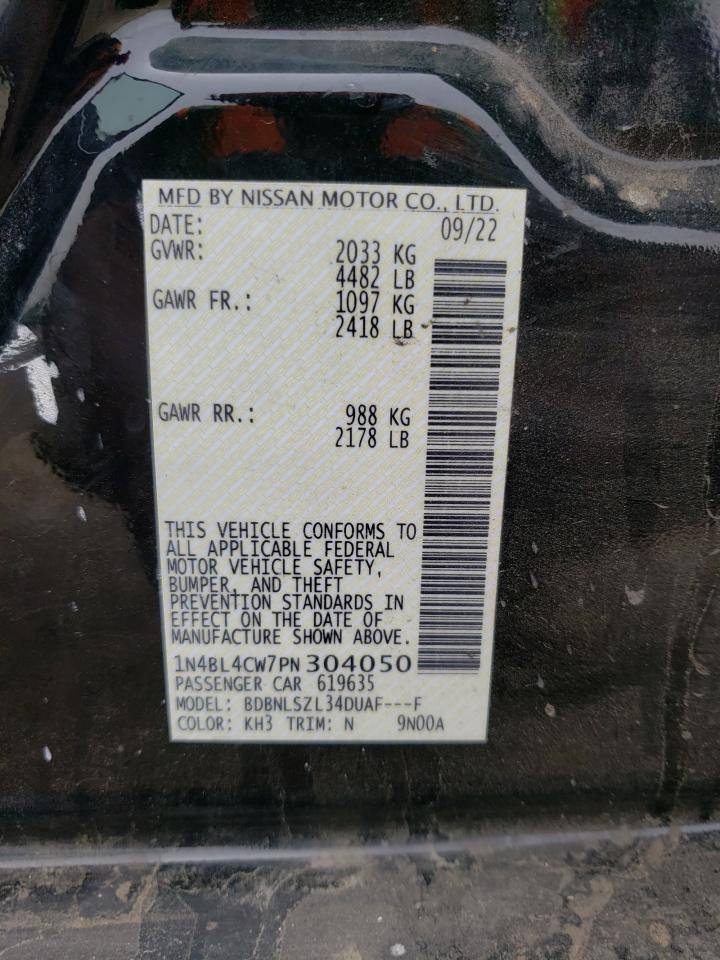 MFD BY NISSAN MOTOR CO., LTD.
DATE: 09/22
GVWR: 2033 KG
4482 LB
GAWR FR.: 1097 KG
2418 LB
GAWR RR.: 988 KG
2178 LB
THIS VEHICLE CONFORMS TO
ALL APPLICABLE FEDERAL
MOTOR VEHICLE SAFETY,
BUMPER, AND THEFT
PREVENTION STANDARDS IN
EFFECT ON THE DATE OF
MANUFACTURE SHOWN ABOVE.
1N4BL4CW7PN304050
PASSENGER CAR 619635
MODEL: BDBNLSZL34DUAF---F
COLOR: KH3 TRIM: N 9N00A